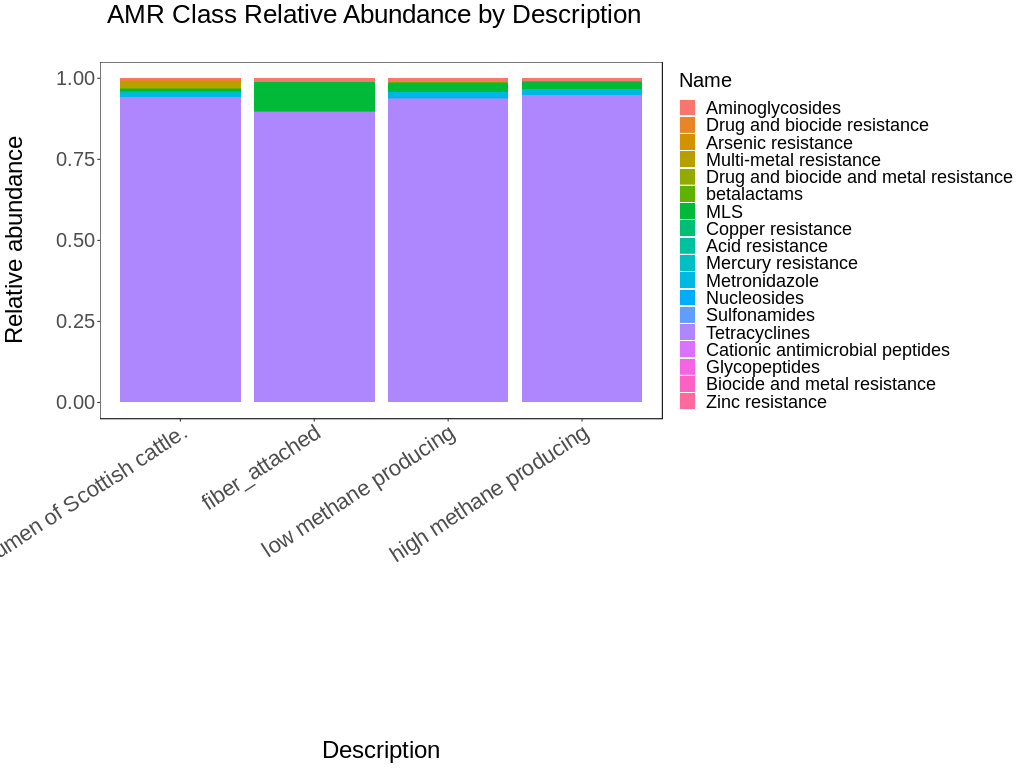 AMR Class Relative Abundance by Description
Relative abundance
1.00
0.75
0.50
0.25
0.00
of Scottish cattle.
fiber_attached
low methane producing
high methane producing
Description
Name
Aminoglycosides
Drug and biocide resistance
Arsenic resistance
Multi-metal resistance
Drug and biocide and metal resistance
betalactams
MLS
Copper resistance
Acid resistance
Mercury resistance
Metronidazole
Nucleosides
Sulfonamides
Tetracyclines
Cationic antimicrobial peptides
Glycopeptides
Biocide and metal resistance
Zinc resistance